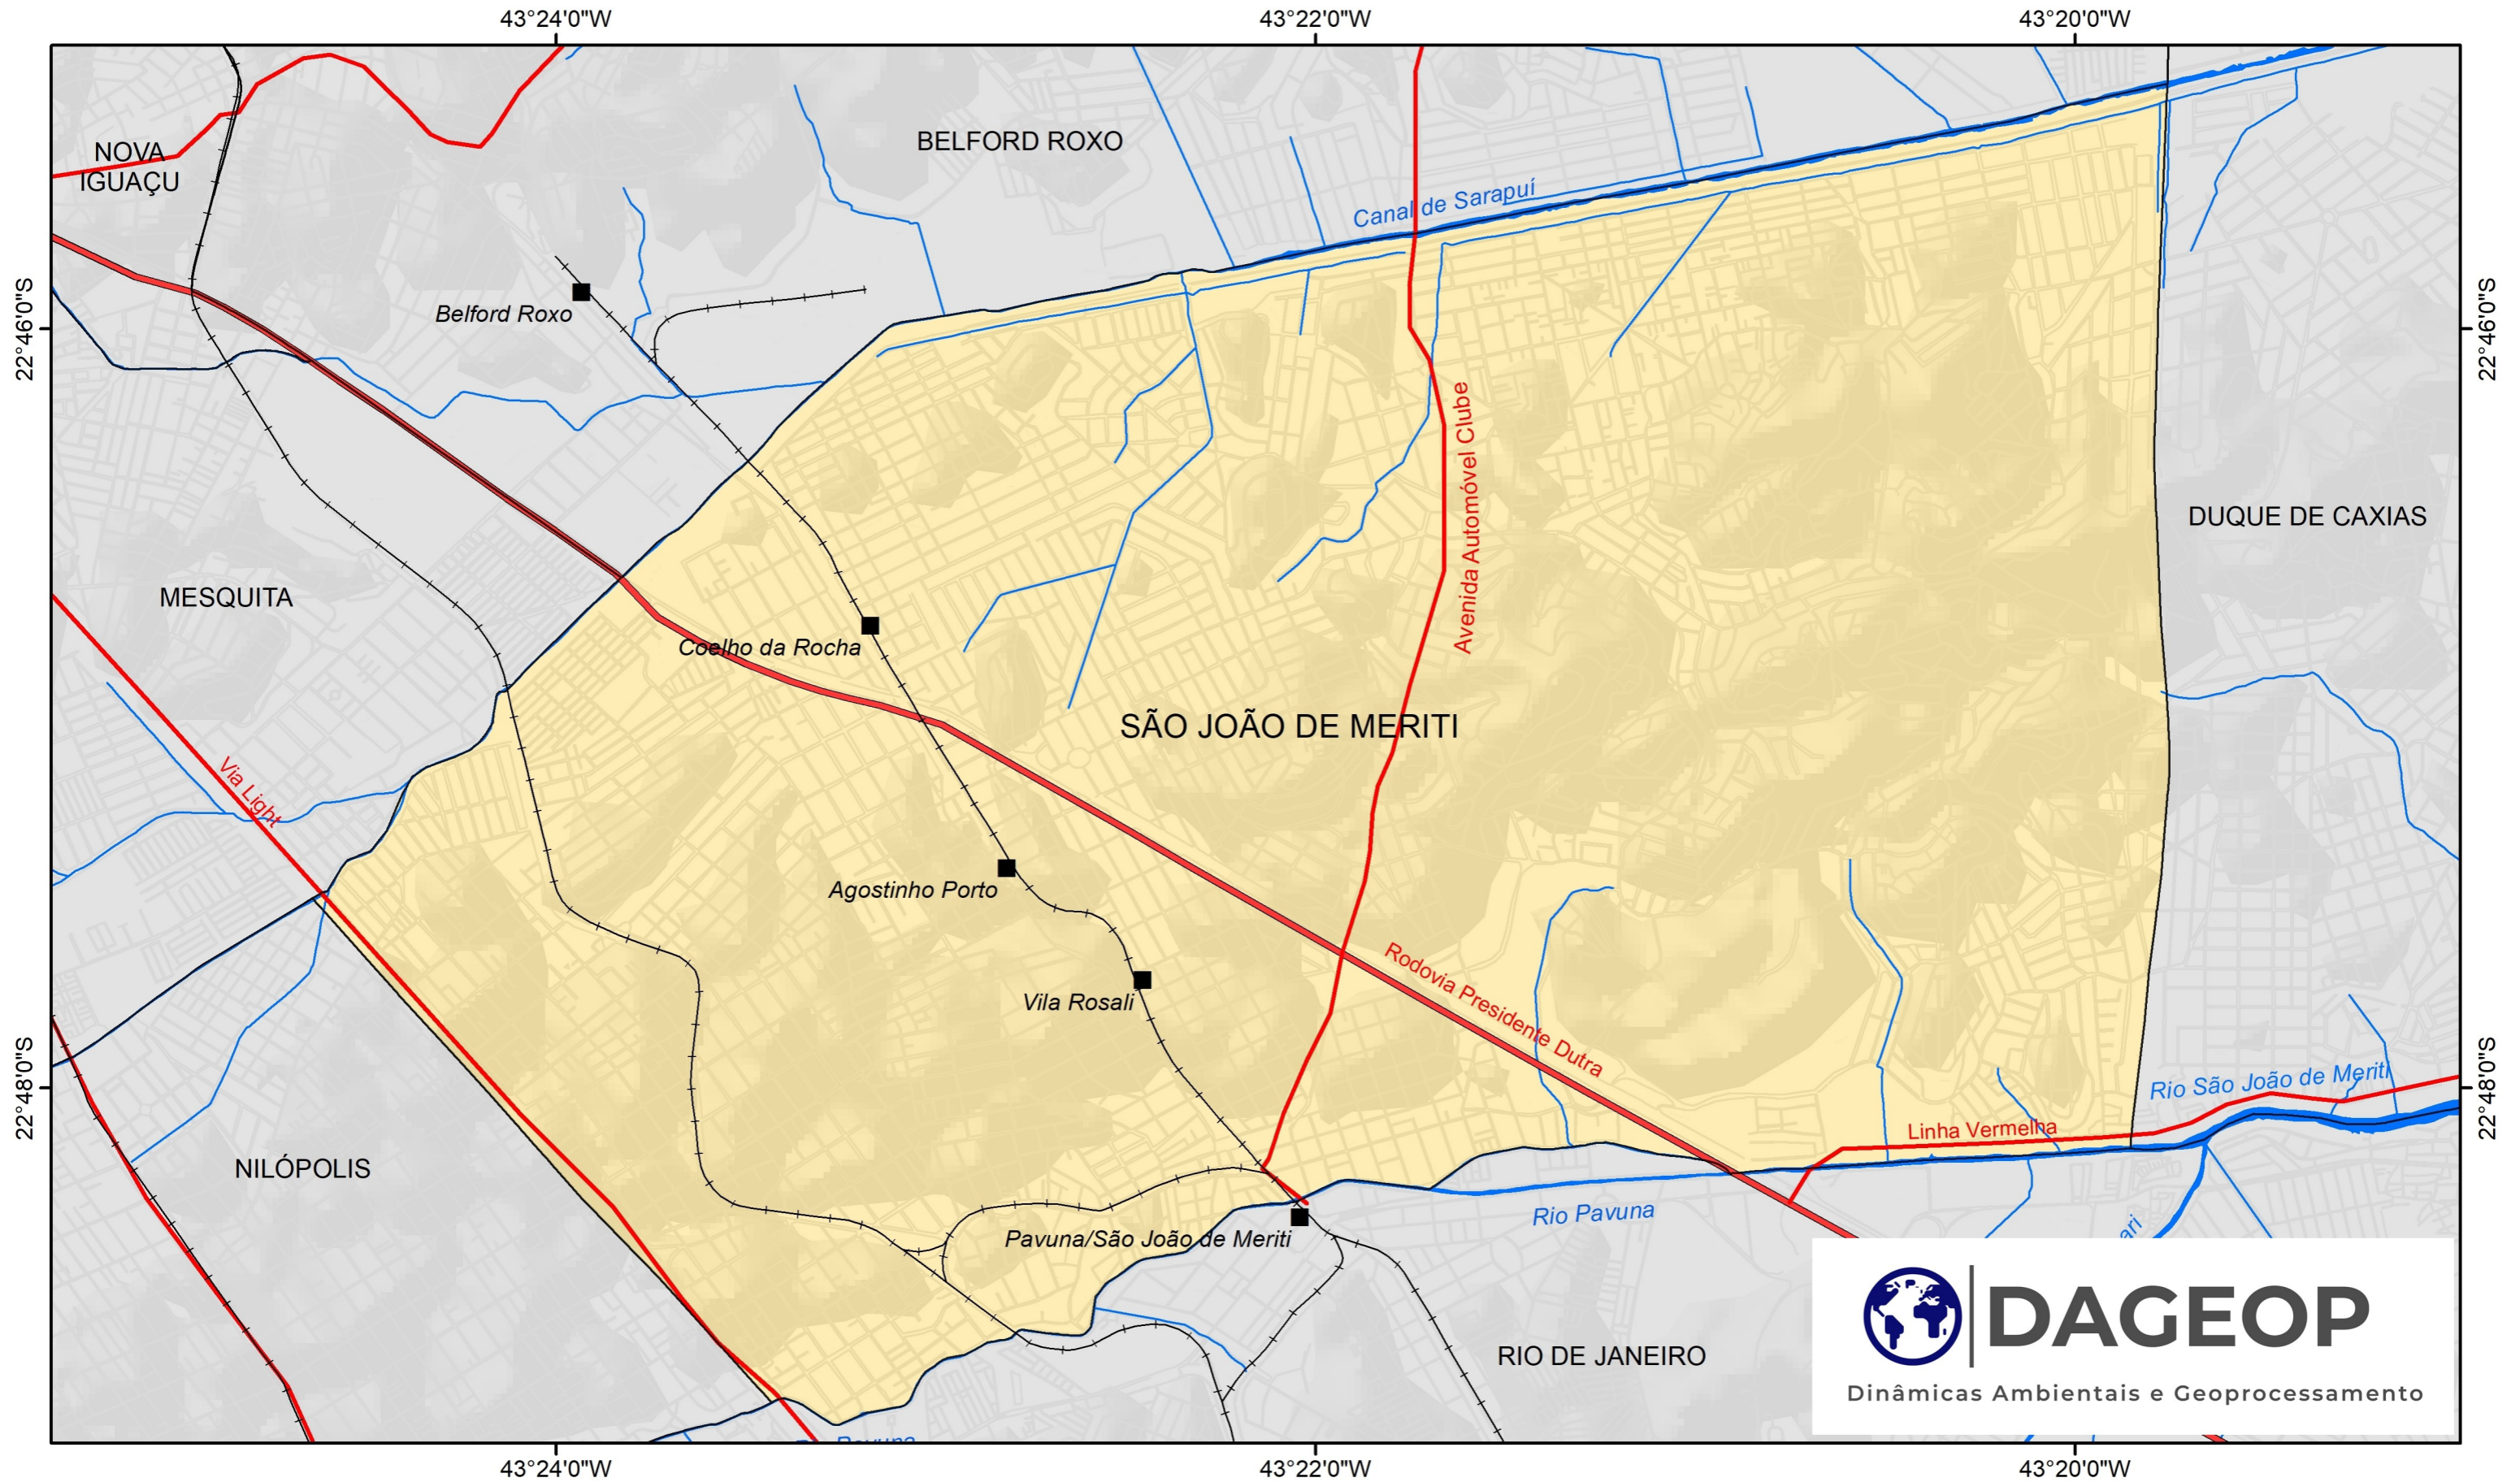 43°24'0"W
43°22'0"W
43°20'0"W
NOVA
IGUAÇU
BELFORD ROXO
Canal de Sarapuí
22°46'0"S
22°46'0"S
Belford Roxo
Avenida Automóvel Clube
DUQUE DE CAXIAS
MESQUITA
Coelho da Rocha
SÃO JOÃO DE MERITI
Via Light
Agostinho Porto
Vila Rosali
Rodovia Presidente Dutra
22°48'0"S
22°48'0"S
Rio São João de Meriti
Linha Vermelha
NILÓPOLIS
Rio Pavuna
Pavuna/São João de Meriti
ari
RIO DE JANEIRO
DAGEOP
Dinâmicas Ambientais e Geoprocessamento
43°24'0"W
43°22'0"W
43°20'0"W